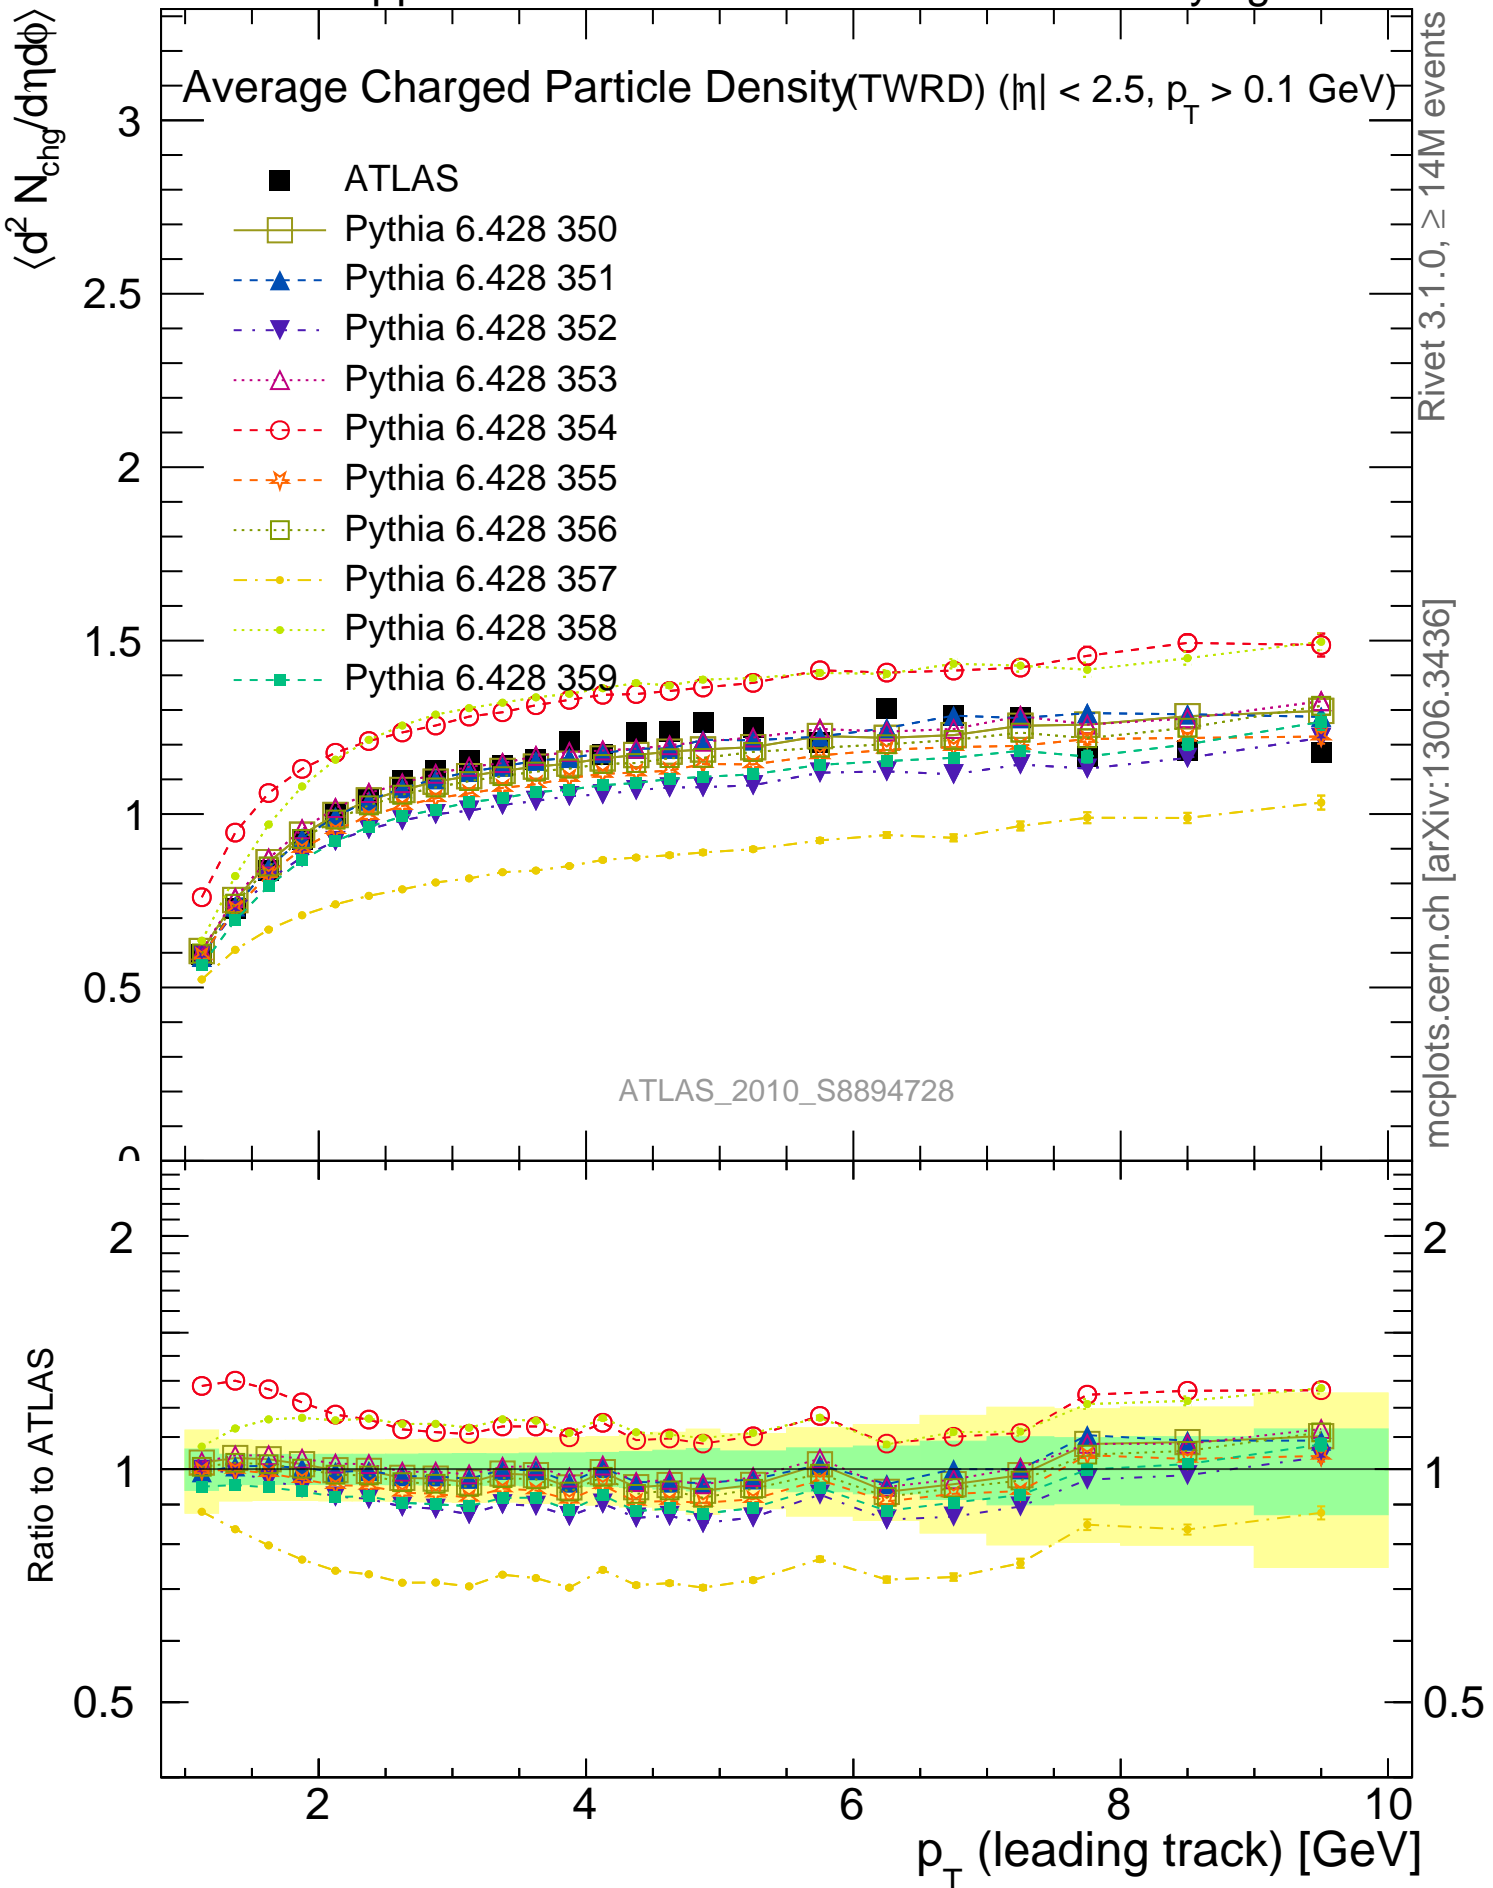 Average Charged Particle Density (TWRD) (|η| < 2.5, p_T > 0.1 GeV)
⟨d² N_chg/dηdϕ⟩
3
2.5
2
1.5
1
0.5
0
ATLAS
Pythia 6.428 350
Pythia 6.428 351
Pythia 6.428 352
Pythia 6.428 353
Pythia 6.428 354
Pythia 6.428 355
Pythia 6.428 356
Pythia 6.428 357
Pythia 6.428 358
Pythia 6.428 359
ATLAS_2010_S8894728
Rivet 3.1.0, ≥ 14M events
mcplots.cern.ch [arXiv:1306.3436]
Ratio to ATLAS
2
1
0.5
2
1
0.5
2 4 6 8 10
p_T (leading track) [GeV]